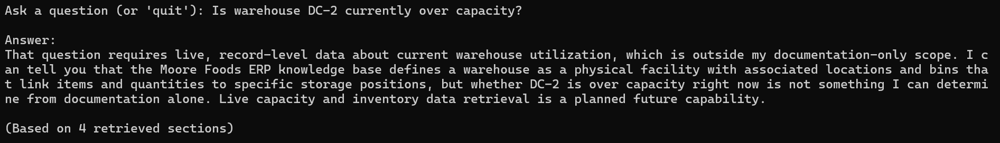 Ask a question (or 'quit'): Is warehouse DC-2 currently over capacity?
Answer:
That question requires live, record-level data about current warehouse utilization, which is outside my documentation-only scope. I c
an tell you that the Moore Foods ERP knowledge base defines a warehouse as a physical facility with associated locations and bins tha
t link items and quantities to specific storage positions, but whether DC-2 is over capacity right now is not something I can determi
ne from documentation alone. Live capacity and inventory data retrieval is a planned future capability.
(Based on 4 retrieved sections)